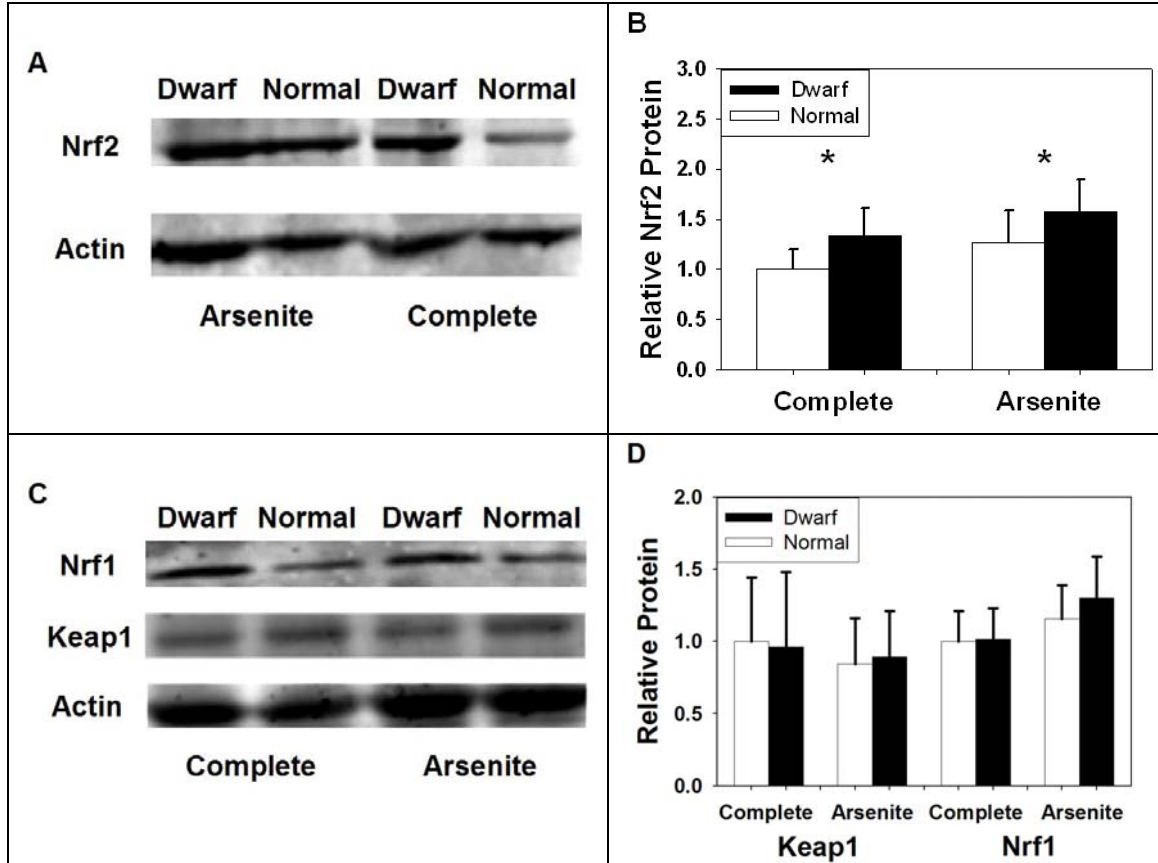 A
Dwarf Normal Dwarf Normal
Nrf2
Actin
Arsenite Complete
B
Relative Nrf2 Protein
3.0
2.5
2.0
1.5
1.0
0.5
0.0
Dwarf
Normal
* *
Complete Arsenite
C
Dwarf Normal Dwarf Normal
Nrf1
Keap1
Actin
Complete Arsenite
D
Relative Protein
2.0
1.5
1.0
0.5
0.0
Dwarf
Normal
Complete Arsenite Complete Arsenite
Keap1 Nrf1